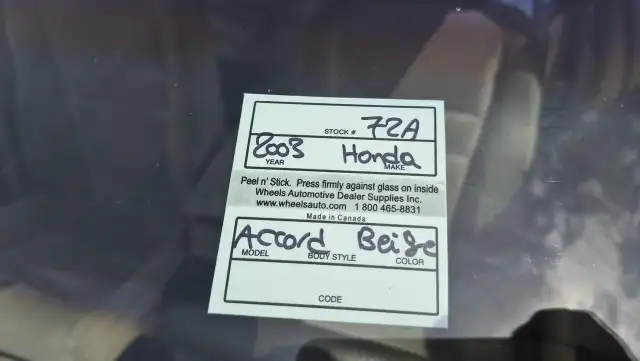 STOCK # 72A
2003 Honda
YEAR MAKE
Peel n' Stick. Press firmly against glass on inside
Wheels Automotive Dealer Supplies Inc.
www.wheelsauto.com 1 800 465-8831
Made in Canada
Accord Beige
MODEL BODY STYLE COLOR
CODE